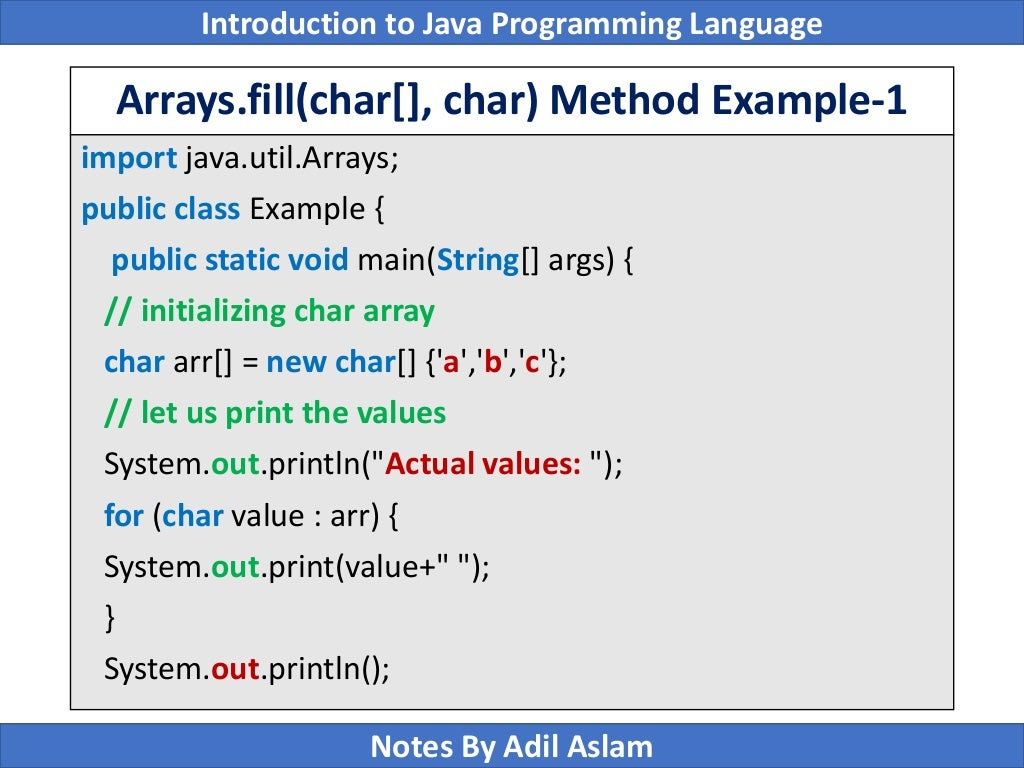 Introduction to Java Programming Language
Arrays.fill(char[], char) Method Example-1
import java.util.Arrays;
public class Example {
public static void main(String[] args) {
// initializing char array
char arr[] = new char[] {'a','b','c'};
// let us print the values
System.out.println("Actual values: ");
for (char value : arr) {
System.out.print(value+" ");
}
System.out.println();
Notes By Adil Aslam